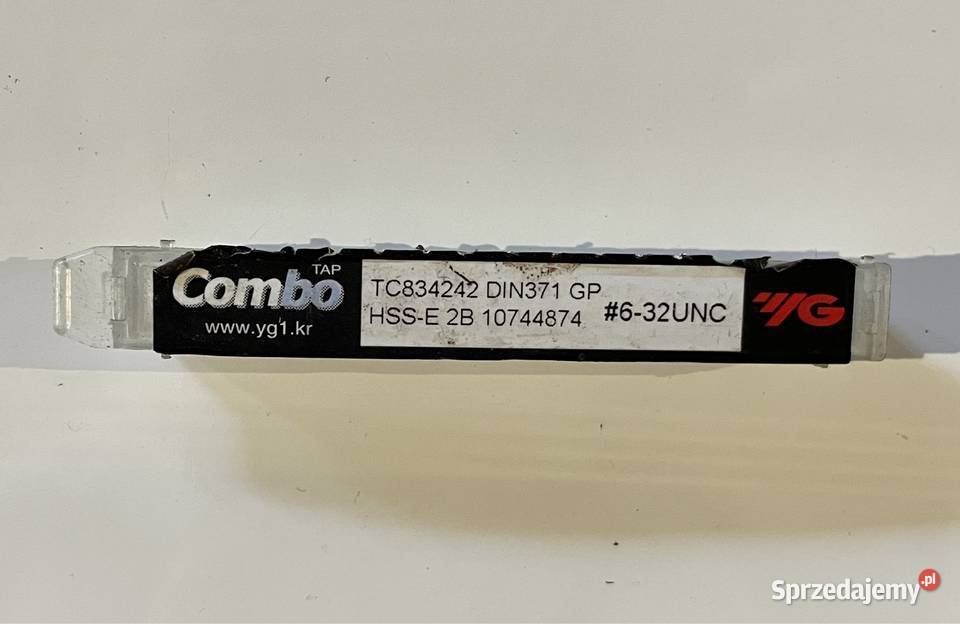 Combo TAP
www.yg1.kr
TC834242 DIN371 GP
HSS-E 2B 10744874
#6-32UNC
YG
Sprzedajemy.pl